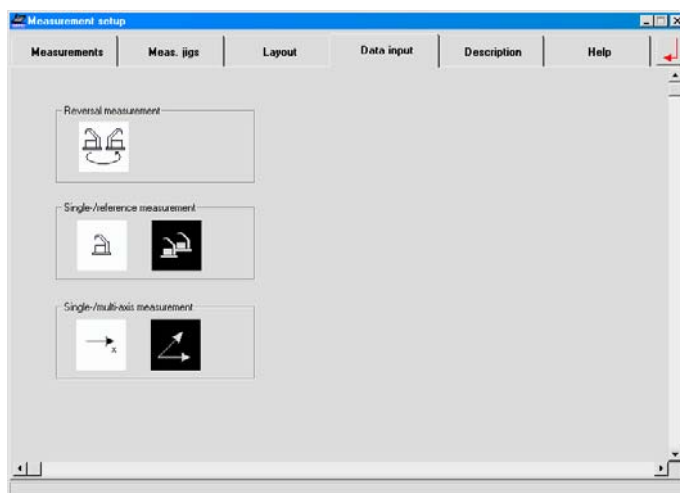 Measurement setup
Measurements Meas. jigs Layout Data input Description Help
Reversal measurement
Single-/reference measurement
Single-/multi-axis measurement
x